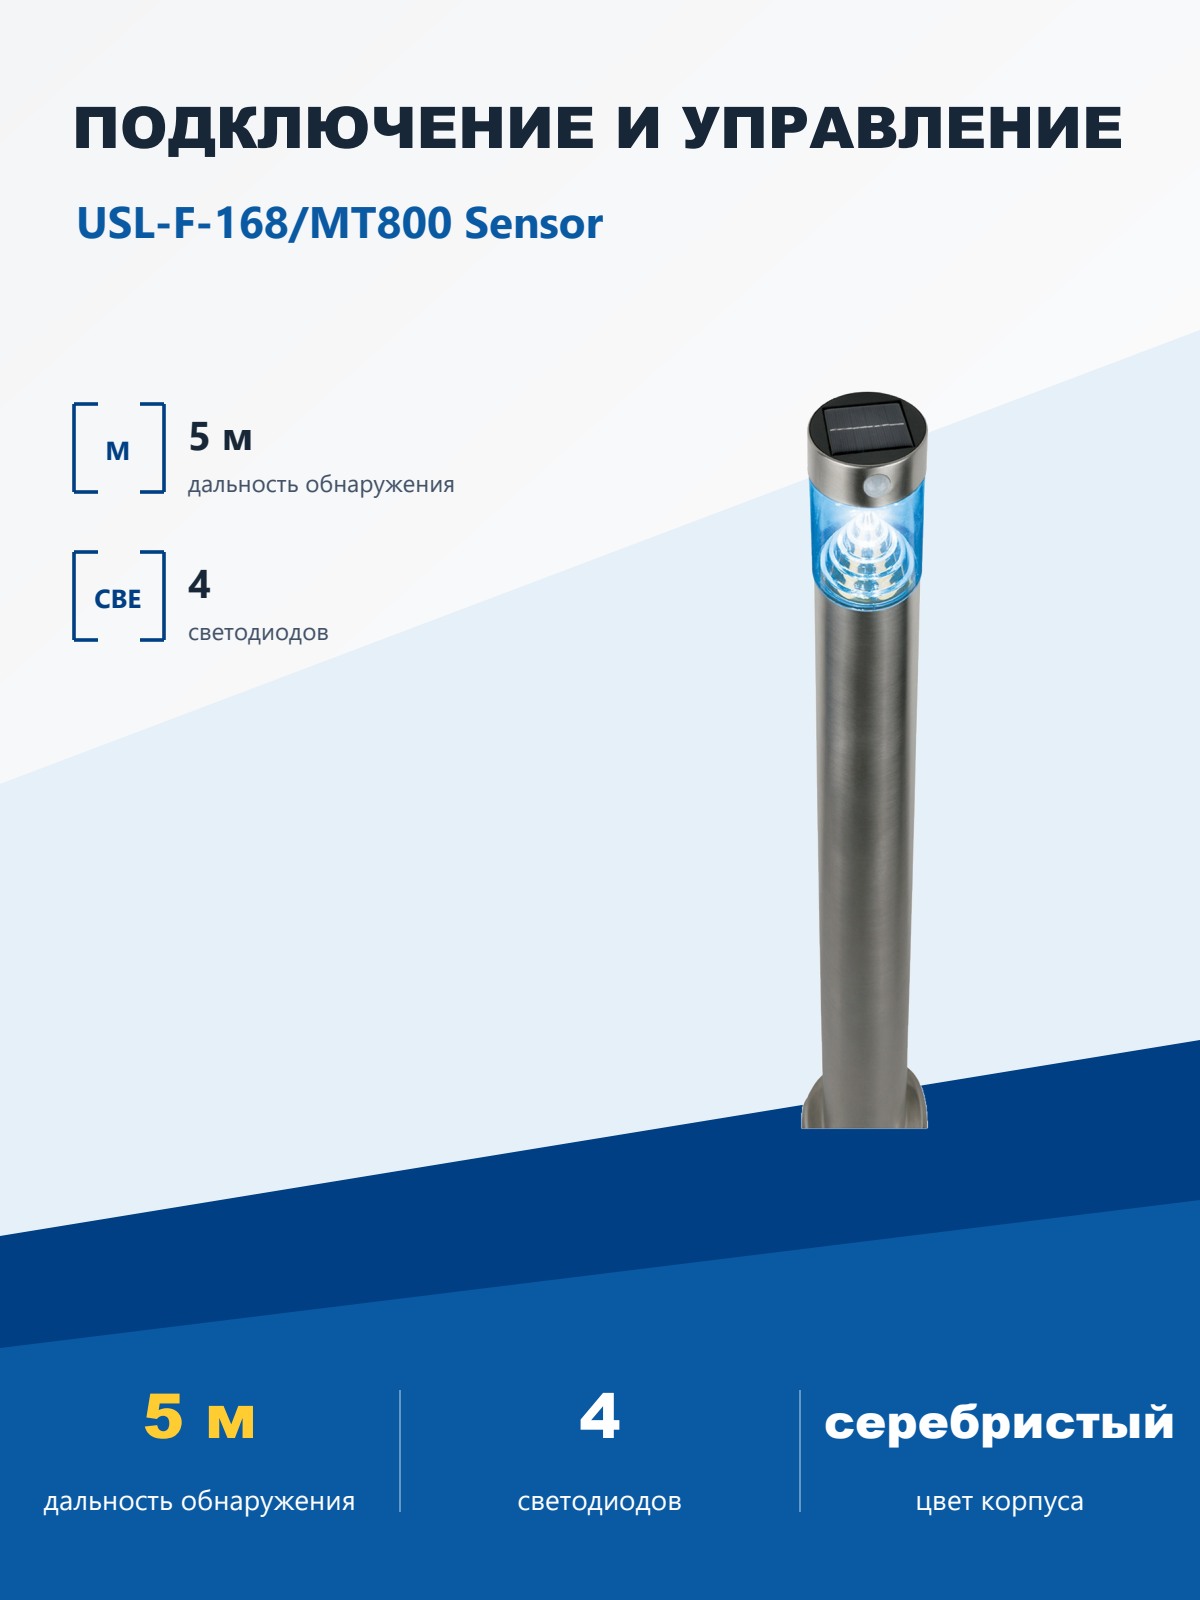 ПОДКЛЮЧЕНИЕ И УПРАВЛЕНИЕ
USL-F-168/MT800 Sensor
М
5 м
дальность обнаружения
СВЕ
4
светодиодов
5 м
дальность обнаружения
4
светодиодов
серебристый
цвет корпуса